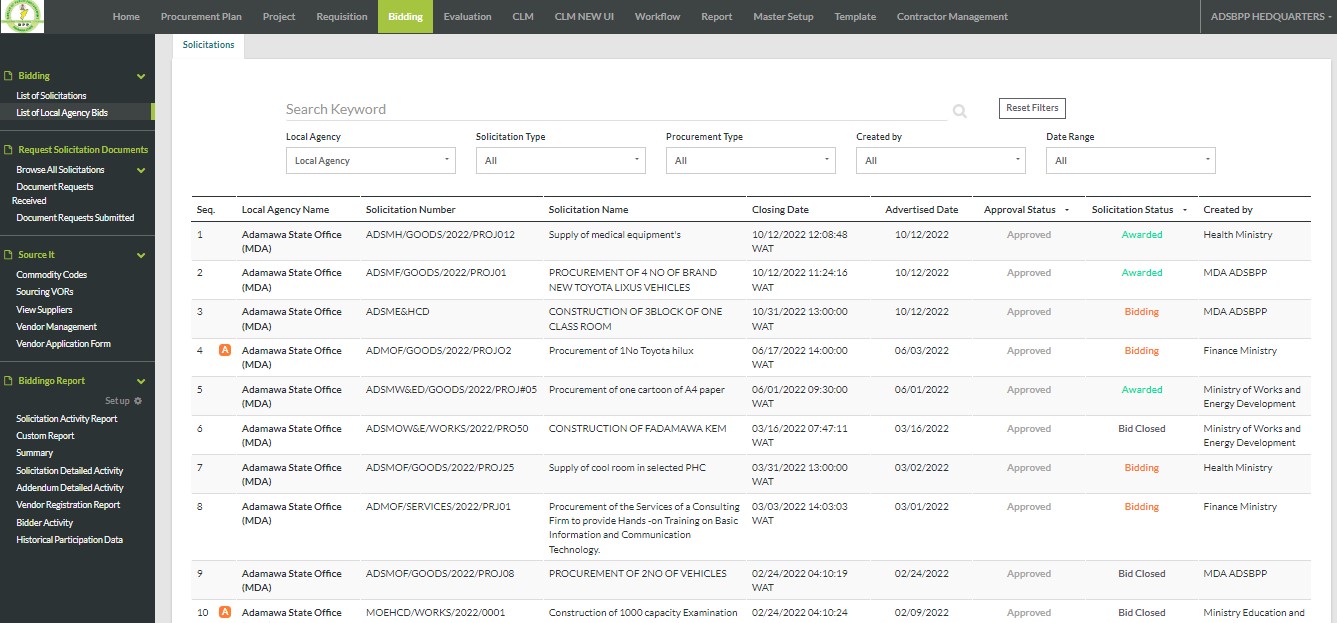 BPP
Home Procurement Plan Project Requisition Bidding Evaluation CLM CLM NEW UI Workflow Report Master Setup Template Contractor Management ADSBPP HEDQUARTERS
Solicitations
Bidding
List of Solicitations
List of Local Agency Bids
Request Solicitation Documents
Browse All Solicitations
Document Requests
Received
Document Requests Submitted
Source It
Commodity Codes
Sourcing VORs
View Suppliers
Vendor Management
Vendor Application Form
Biddingo Report
Set up
Solicitation Activity Report
Custom Report
Summary
Solicitation Detailed Activity
Addendum Detailed Activity
Vendor Registration Report
Bidder Activity
Historical Participation Data
Search Keyword
Reset Filters
Local Agency Solicitation Type Procurement Type Created by Date Range
Local Agency All All All All
Seq. Local Agency Name Solicitation Number Solicitation Name Closing Date Advertised Date Approval Status Solicitation Status Created by
1 Adamawa State Office ADSMH/GOODS/2022/PROJ012 Supply of medical equipment's 10/12/2022 12:08:48 10/12/2022 Approved Awarded Health Ministry
(MDA) WAT
2 Adamawa State Office ADSMF/GOODS/2022/PROJ01 PROCUREMENT OF 4 NO OF BRAND 10/12/2022 11:24:16 10/12/2022 Approved Awarded MDA ADSBPP
(MDA) NEW TOYOTA LIXUS VEHICLES WAT
3 Adamawa State Office ADSME&HCD CONSTRUCTION OF 3BLOCK OF ONE 10/31/2022 13:00:00 10/12/2022 Approved Bidding MDA ADSBPP
(MDA) CLASS ROOM WAT
4 A Adamawa State Office ADMOF/GOODS/2022/PROJO2 Procurement of 1No Toyota hilux 06/17/2022 14:00:00 06/03/2022 Approved Bidding Finance Ministry
(MDA) WAT
5 Adamawa State Office ADSMW&ED/GOODS/2022/PROJ#05 Procurement of one cartoon of A4 paper 06/01/2022 09:30:00 06/01/2022 Approved Awarded Ministry of Works and
(MDA) WAT Energy Development
6 Adamawa State Office ADSMOW&E/WORKS/2022/PRO50 CONSTRUCTION OF FADAMAWA KEM 03/16/2022 07:47:11 03/16/2022 Approved Bid Closed Ministry of Works and
(MDA) WAT Energy Development
7 Adamawa State Office ADSMOF/GOODS/2022/PROJ25 Supply of cool room in selected PHC 03/31/2022 13:00:00 03/02/2022 Approved Bidding Health Ministry
(MDA) WAT
8 Adamawa State Office ADMOF/SERVICES/2022/PRJ01 Procurement of the Services of a Consulting 03/03/2022 14:03:03 03/01/2022 Approved Bidding Finance Ministry
(MDA) Firm to provide Hands -on Training on Basic WAT
Information and Communication
Technology.
9 Adamawa State Office ADSMOF/GOODS/2022/PROJ08 PROCUREMENT OF 2NO OF VEHICLES 02/24/2022 04:10:19 02/24/2022 Approved Bid Closed MDA ADSBPP
(MDA) WAT
10 A Adamawa State Office MOEHCD/WORKS/2022/0001 Construction of 1000 capacity Examination 02/24/2022 04:10:24 02/09/2022 Approved Bid Closed Ministry Education and